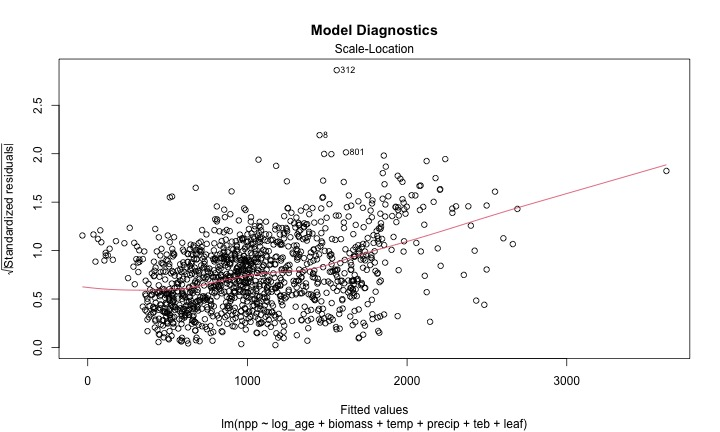 Model Diagnostics
Scale-Location
√|Standardized residuals|
2.5
2.0
1.5
1.0
0.5
0.0
312
8
801
0
1000
2000
3000
Fitted values
lm(npp ~ log_age + biomass + temp + precip + teb + leaf)